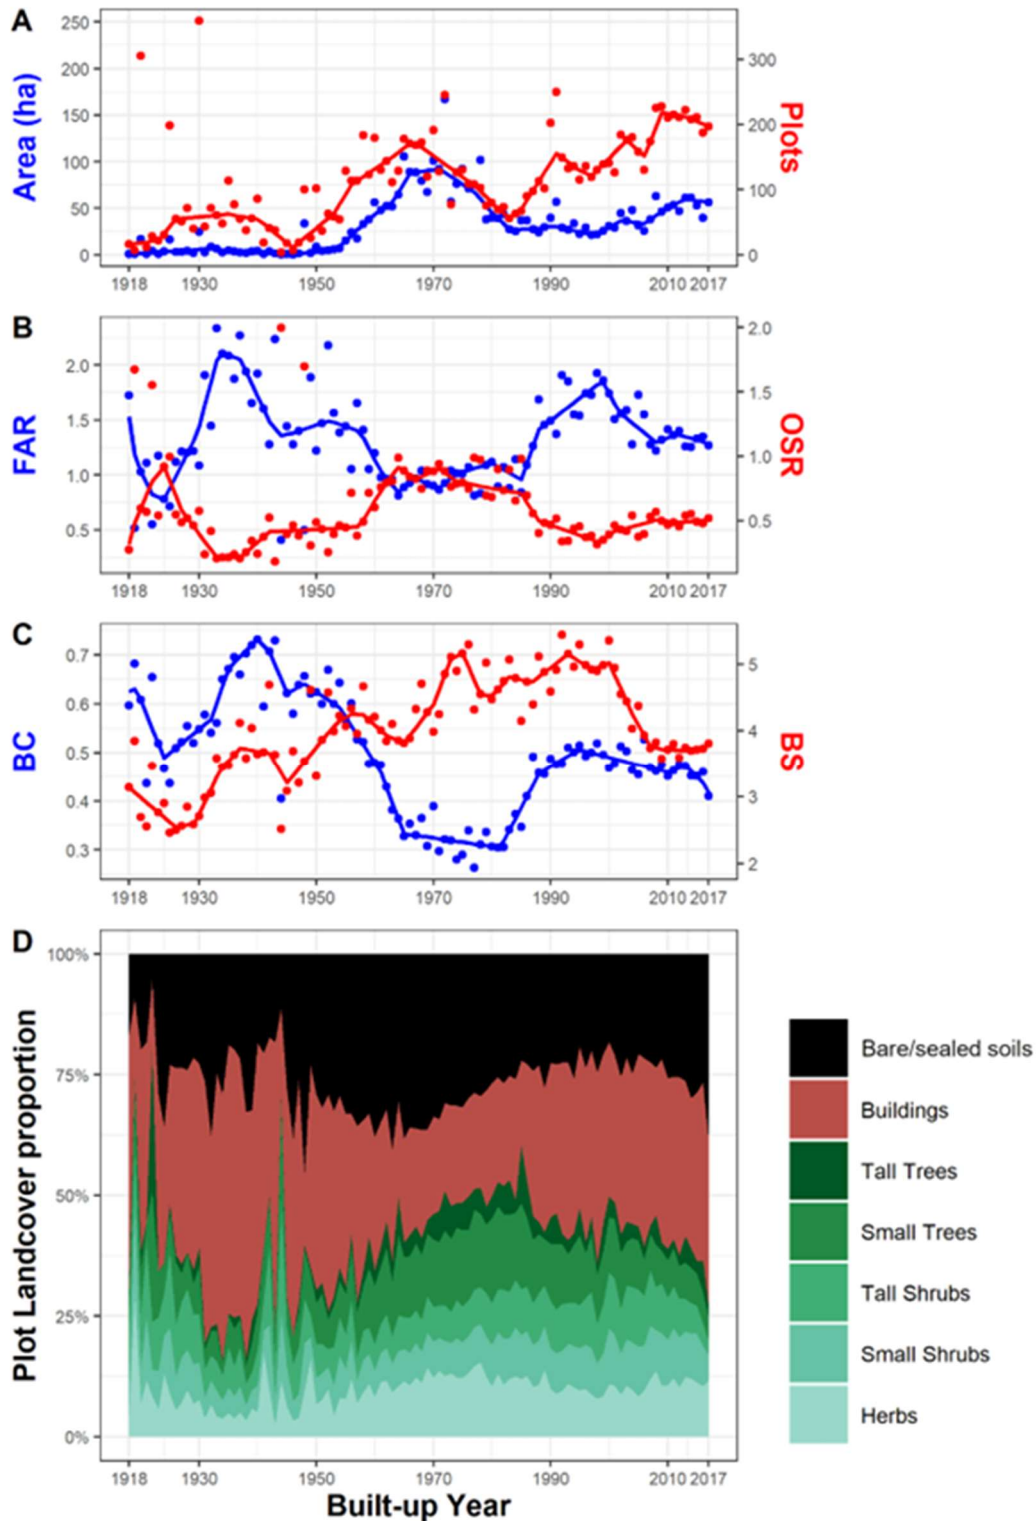 A
Area (ha)
250
200
150
100
50
0
300
200
100
0
Plots
1918 1930 1950 1970 1990 2010 2017
B
FAR
2.0
1.5
1.0
0.5
2.0
1.5
1.0
0.5
OSR
1918 1930 1950 1970 1990 2010 2017
C
BC
0.7
0.6
0.5
0.4
0.3
5
4
3
2
BS
1918 1930 1950 1970 1990 2010 2017
D
Plot Landcover proportion
100%
75%
50%
25%
0%
1918 1930 1950 1970 1990 2010 2017
Built-up Year
Bare/sealed soils
Buildings
Tall Trees
Small Trees
Tall Shrubs
Small Shrubs
Herbs